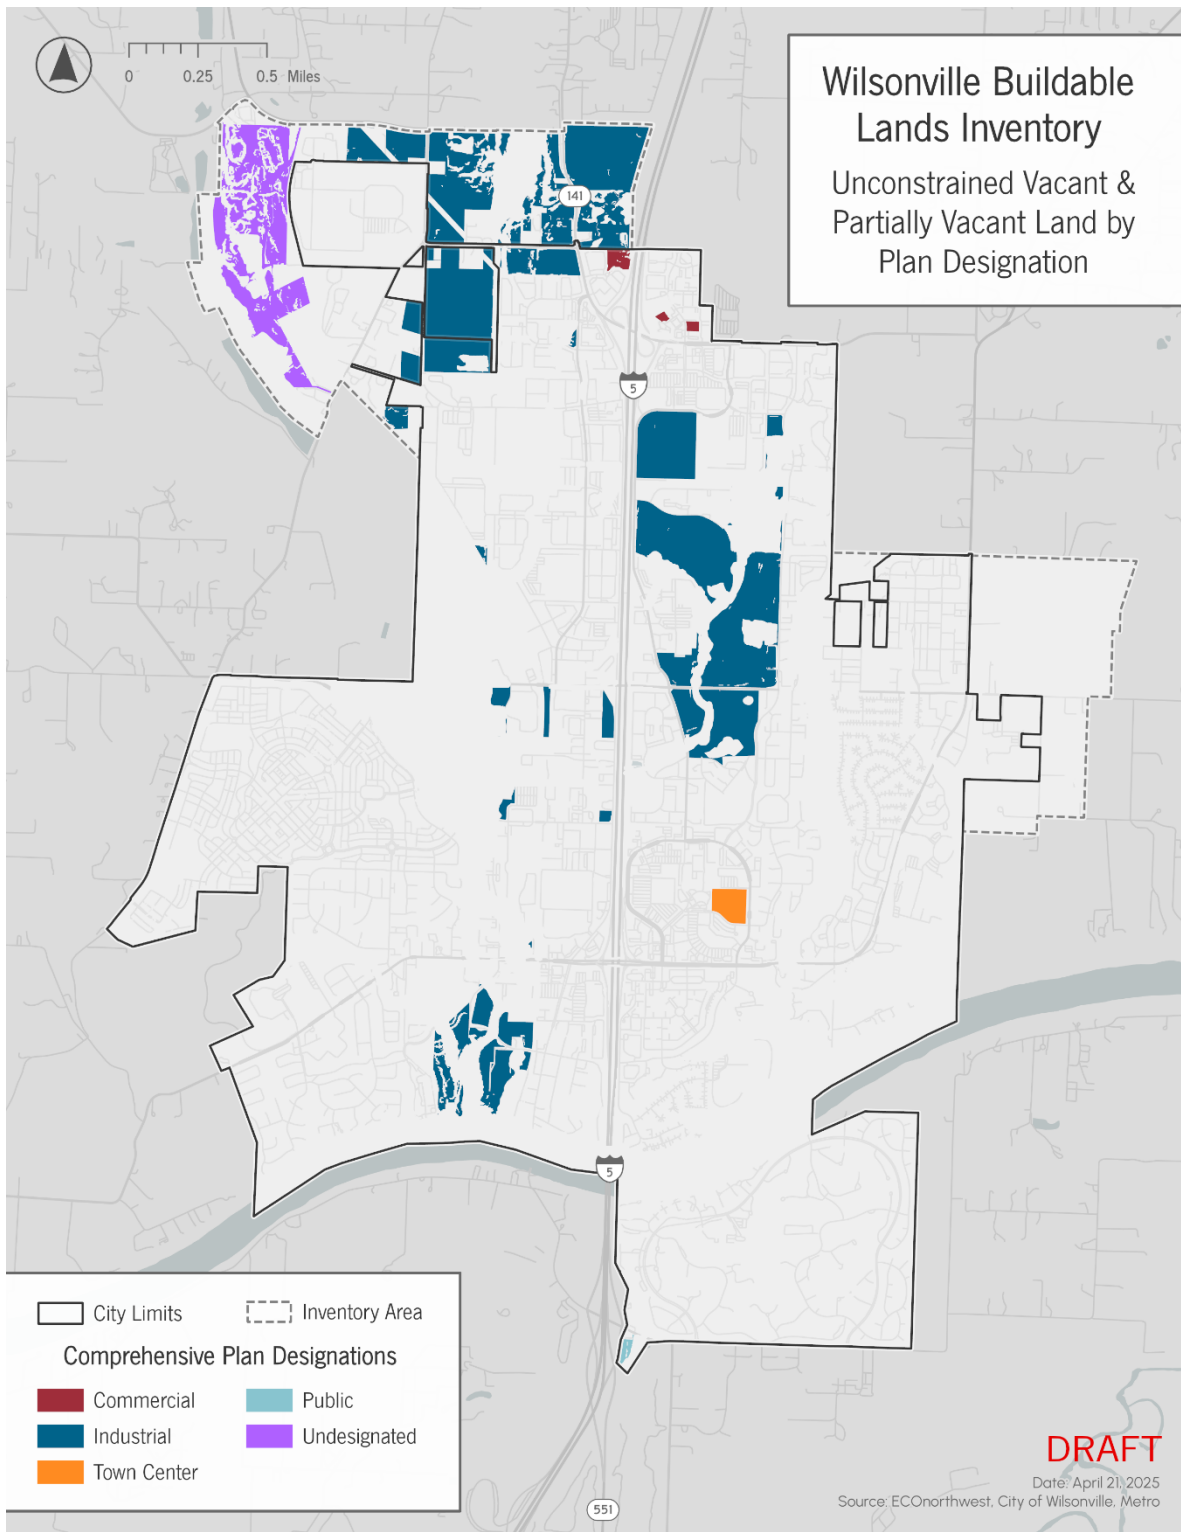 0 0.25 0.5 Miles
Wilsonville Buildable
Lands Inventory
Unconstrained Vacant &
Partially Vacant Land by
Plan Designation
141
5
5
City Limits
Inventory Area
Comprehensive Plan Designations
Commercial
Public
Industrial
Undesignated
Town Center
DRAFT
Date: April 21, 2025
Source: ECOnorthwest, City of Wilsonville, Metro
551